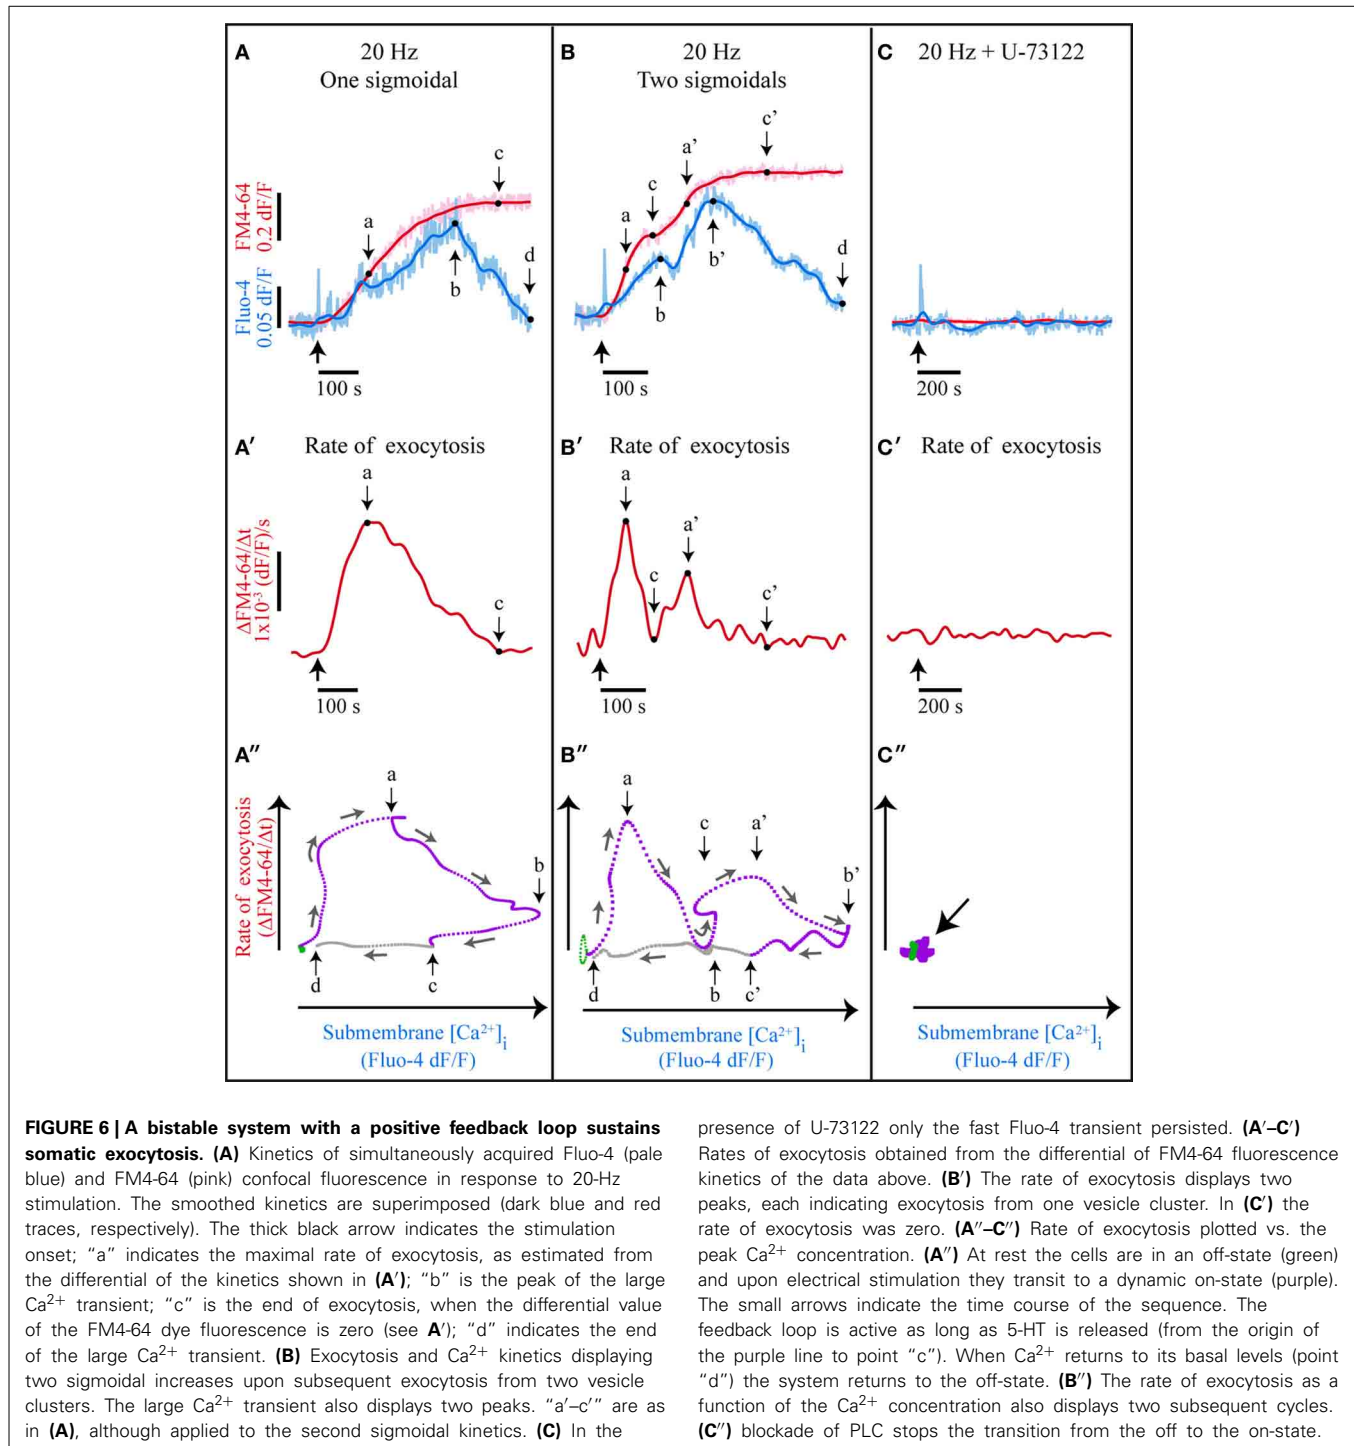 A
20 Hz
One sigmoidal
B
20 Hz
Two sigmoidals
C
20 Hz + U-73122
FM4-64
0.2 dF/F
Fluo-4
0.05 dF/F
a
b
c
d
100 s
a
c
a’
c’
b
b’
d
100 s
200 s
A′
Rate of exocytosis
B′
Rate of exocytosis
C′
Rate of exocytosis
ΔFM4-64/Δt
1x10⁻³ (dF/F)/s
a
c
100 s
a
c
a’
c’
100 s
200 s
A″
B″
C″
Rate of exocytosis
(ΔFM4-64/Δt)
a
b
c
d
a
c
a’
b’
d
b
c’
Submembrane [Ca²⁺]i
(Fluo-4 dF/F)
Submembrane [Ca²⁺]i
(Fluo-4 dF/F)
Submembrane [Ca²⁺]i
(Fluo-4 dF/F)
FIGURE 6 | A bistable system with a positive feedback loop sustains
somatic exocytosis. (A) Kinetics of simultaneously acquired Fluo-4 (pale
blue) and FM4-64 (pink) confocal fluorescence in response to 20-Hz
stimulation. The smoothed kinetics are superimposed (dark blue and red
traces, respectively). The thick black arrow indicates the stimulation
onset; “a” indicates the maximal rate of exocytosis, as estimated from
the differential of the kinetics shown in (A′); “b” is the peak of the large
Ca²⁺ transient; “c” is the end of exocytosis, when the differential value
of the FM4-64 dye fluorescence is zero (see A′); “d” indicates the end
of the large Ca²⁺ transient. (B) Exocytosis and Ca²⁺ kinetics displaying
two sigmoidal increases upon subsequent exocytosis from two vesicle
clusters. The large Ca²⁺ transient also displays two peaks. “a′–c′” are as
in (A), although applied to the second sigmoidal kinetics. (C) In the
presence of U-73122 only the fast Fluo-4 transient persisted. (A′–C′)
Rates of exocytosis obtained from the differential of FM4-64 fluorescence
kinetics of the data above. (B′) The rate of exocytosis displays two
peaks, each indicating exocytosis from one vesicle cluster. In (C′) the
rate of exocytosis was zero. (A″–C″) Rate of exocytosis plotted vs. the
peak Ca²⁺ concentration. (A″) At rest the cells are in an off-state (green)
and upon electrical stimulation they transit to a dynamic on-state (purple).
The small arrows indicate the time course of the sequence. The
feedback loop is active as long as 5-HT is released (from the origin of
the purple line to point “c”). When Ca²⁺ returns to its basal levels (point
“d”) the system returns to the off-state. (B″) The rate of exocytosis as a
function of the Ca²⁺ concentration also displays two subsequent cycles.
(C″) blockade of PLC stops the transition from the off to the on-state.